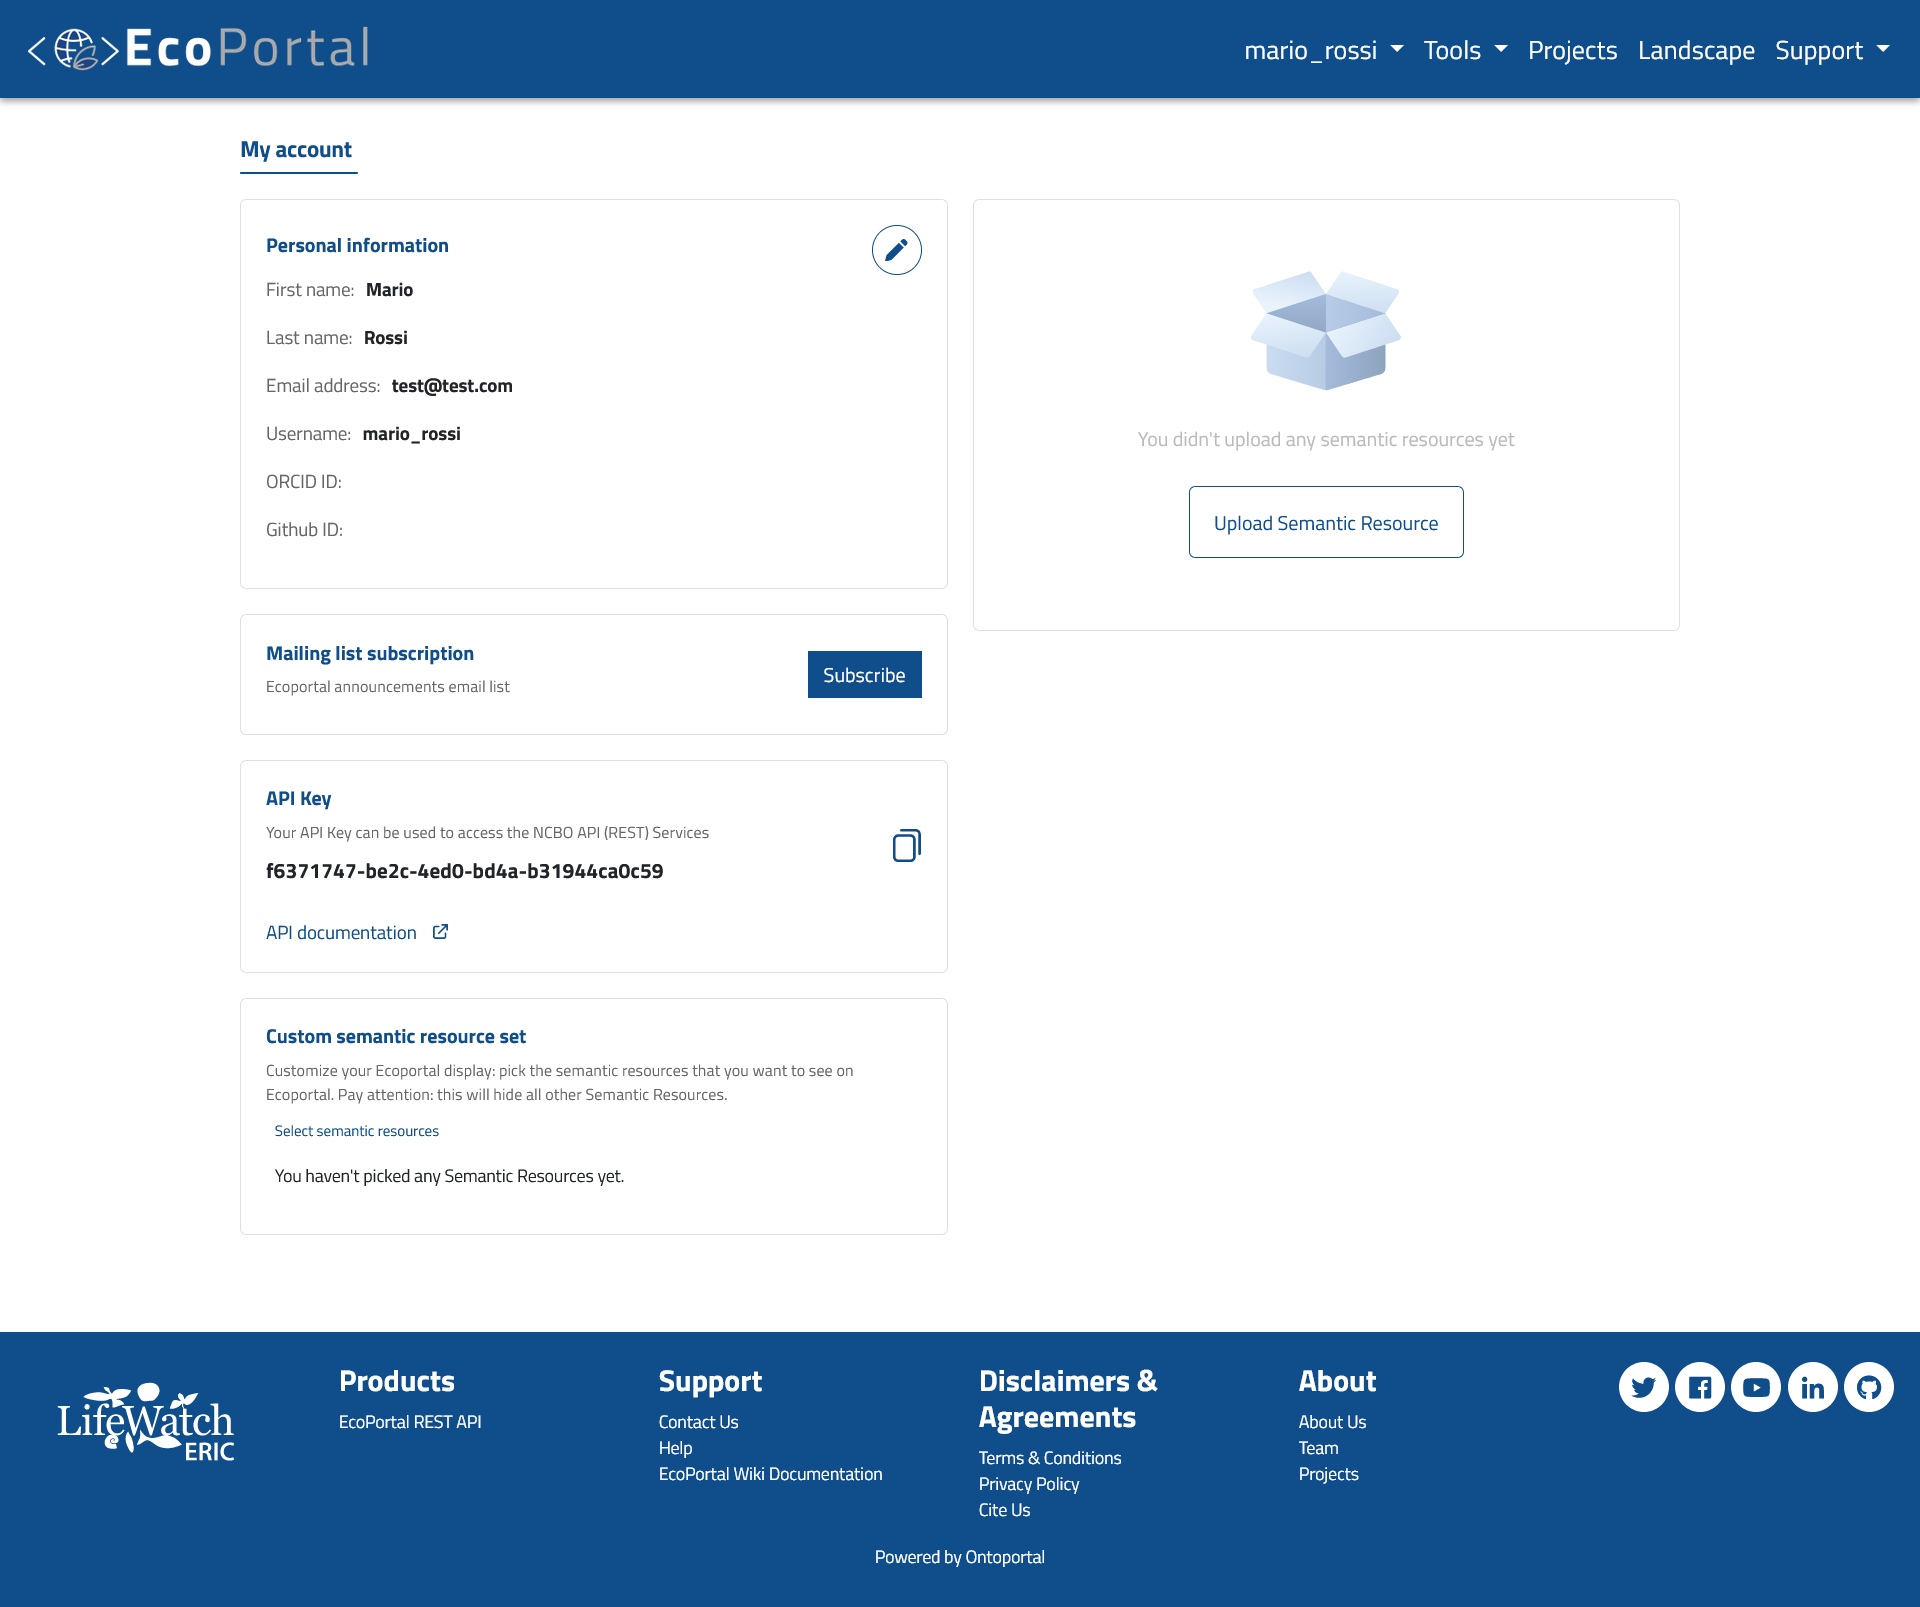 EcoPortal
mario_rossi
Tools
Projects
Landscape
Support
My account
Personal information
First name: Mario
Last name: Rossi
Email address: test@test.com
Username: mario_rossi
ORCID ID:
Github ID:
You didn't upload any semantic resources yet
Upload Semantic Resource
Mailing list subscription
Ecoportal announcements email list
Subscribe
API Key
Your API Key can be used to access the NCBO API (REST) Services
f6371747-be2c-4ed0-bd4a-b31944ca0c59
API documentation
Custom semantic resource set
Customize your Ecoportal display: pick the semantic resources that you want to see on
Ecoportal. Pay attention: this will hide all other Semantic Resources.
Select semantic resources
You haven't picked any Semantic Resources yet.
LifeWatch
ERIC
Products
EcoPortal REST API
Support
Contact Us
Help
EcoPortal Wiki Documentation
Disclaimers &
Agreements
Terms & Conditions
Privacy Policy
Cite Us
About
About Us
Team
Projects
in
Powered by Ontoportal